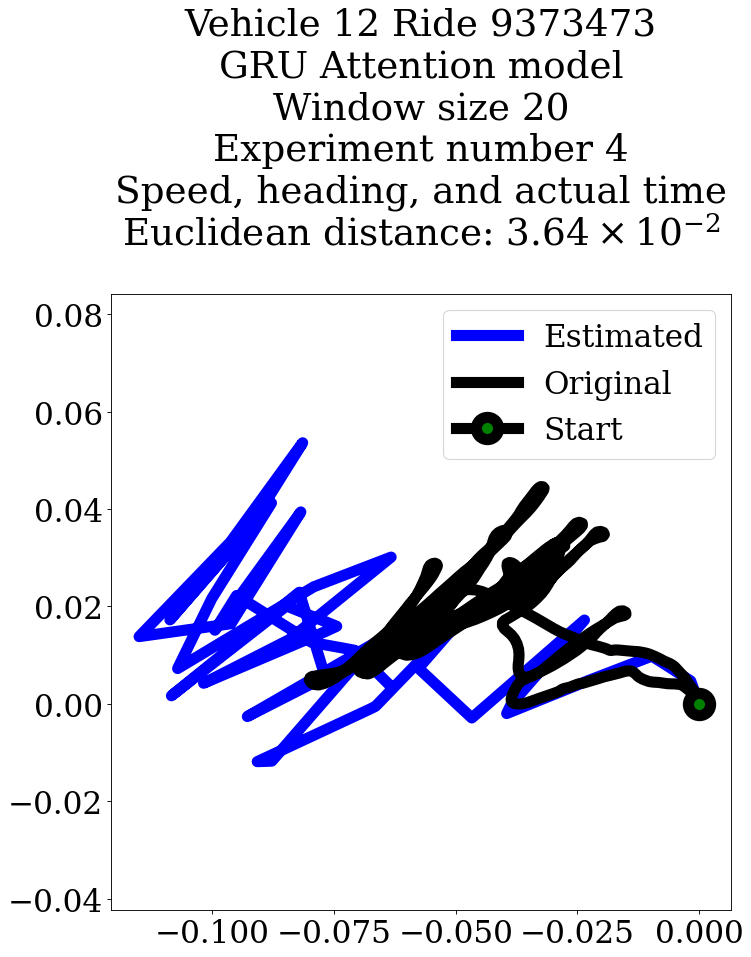 Vehicle 12 Ride 9373473
GRU Attention model
Window size 20
Experiment number 4
Speed, heading, and actual time
Euclidean distance: 3.64 × 10⁻²
Estimated
Original
Start
0.08
0.06
0.04
0.02
0.00
−0.02
−0.04
−0.100 −0.075 −0.050 −0.025 0.000